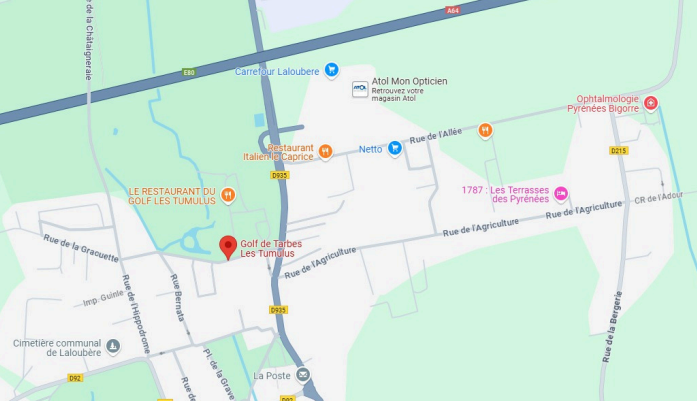 Rue de la Châtaigneraie
A64
E80
Carrefour Laloubere
Atol Mon Opticien
Retrouvez votre
magasin Atol
Ophtalmologie
Pyrénées Bigorre
Rue de l'Allée
Restaurant
Italien le Caprice
Netto
D215
D935
LE RESTAURANT DU
GOLF LES TUMULUS
1787 : Les Terrasses
des Pyrénées
CR de l'Adour
Rue de l'Agriculture
Rue de l'Agriculture
Rue de la Graouette
Golf de Tarbes
Les Tumulus
Rue de l'Agriculture
Imp. Guinle
Rue Bernata
Rue de l'Hippodrome
D935
Rue de la Bergerie
Cimetière communal
de Laloubère
Pl. de la Grave
D92
La Poste
Rue de
D92